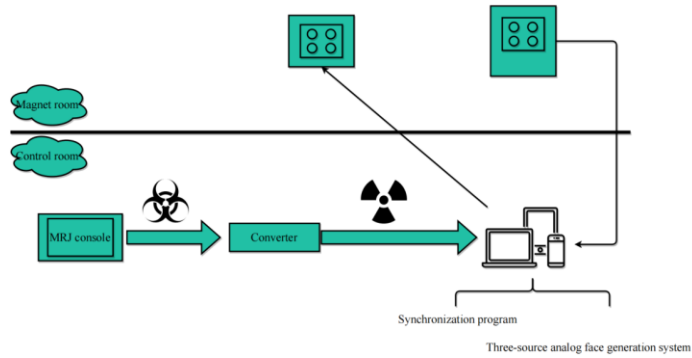 Magnet room
Control room
MRJ console
Converter
Synchronization program
Three-source analog face generation system